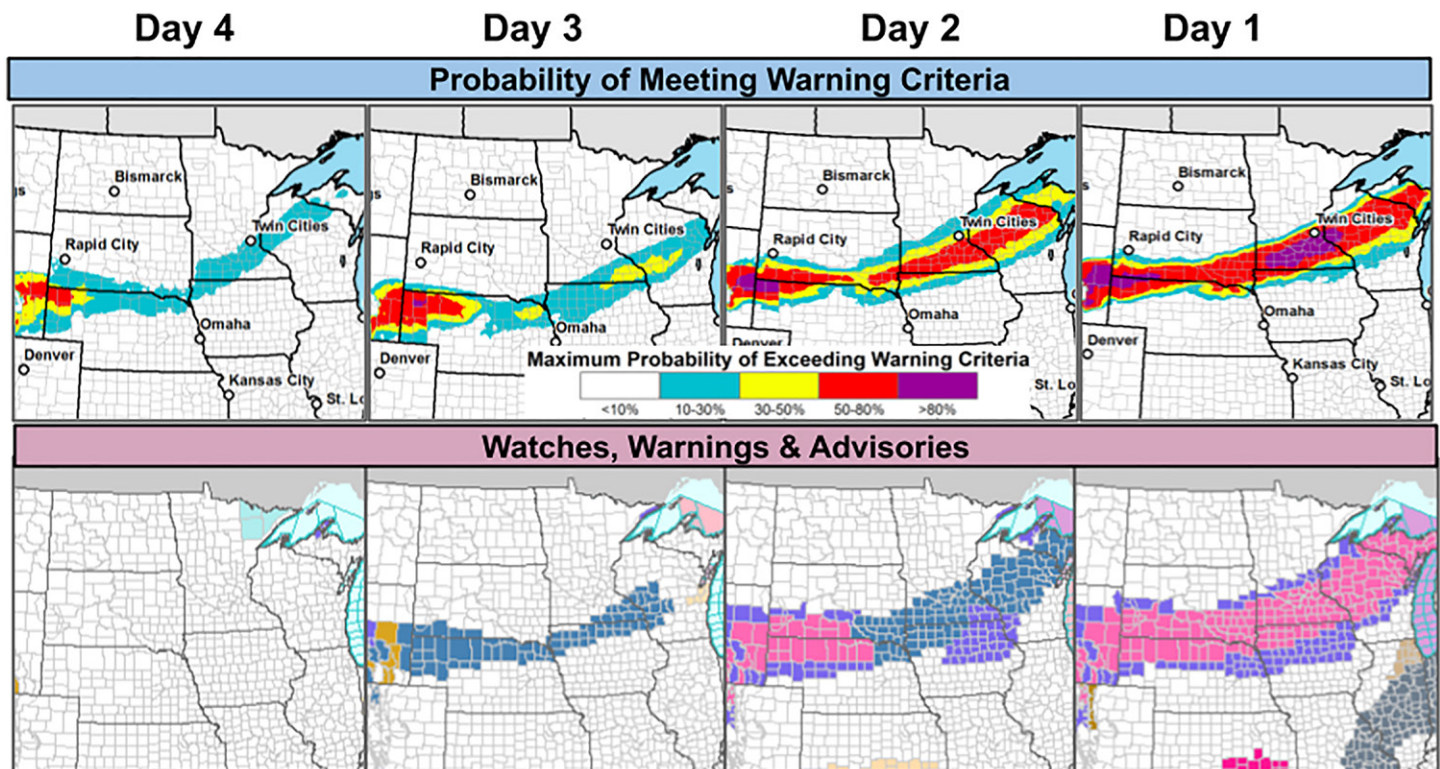 Day 4
Day 3
Day 2
Day 1
Probability of Meeting Warning Criteria
Bismarck
Rapid City
Twin Cities
Omaha
Denver
Kansas City
St. Lo
Bismarck
Rapid City
Twin Cities
Omaha
Denver
s
Bismarck
Rapid City
Twin Cities
Omaha
Denver
St. Lo
s
Bismarck
Rapid City
Twin Cities
Omaha
Denver
Kansas City
St. Lo
Maximum Probability of Exceeding Warning Criteria
<10%
10-30%
30-50%
50-80%
>80%
Watches, Warnings & Advisories